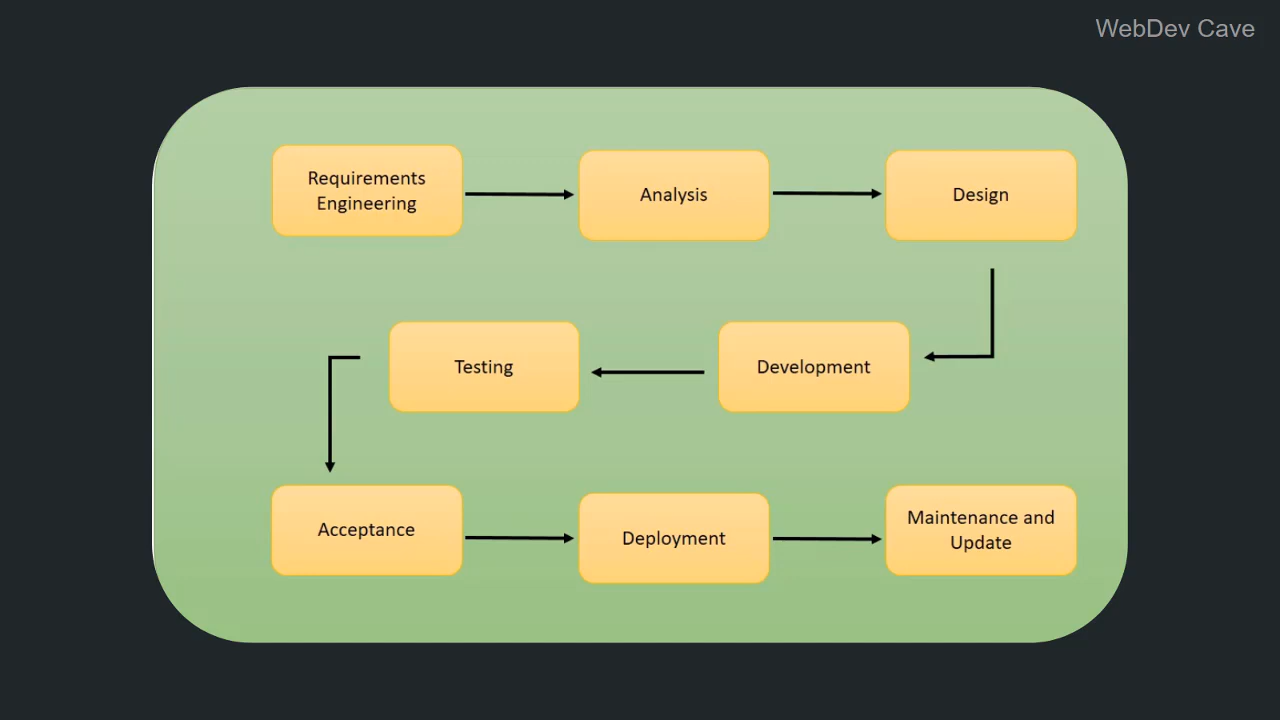 WebDev Cave
Requirements
Engineering
Analysis
Design
Testing
Development
Acceptance
Deployment
Maintenance and
Update